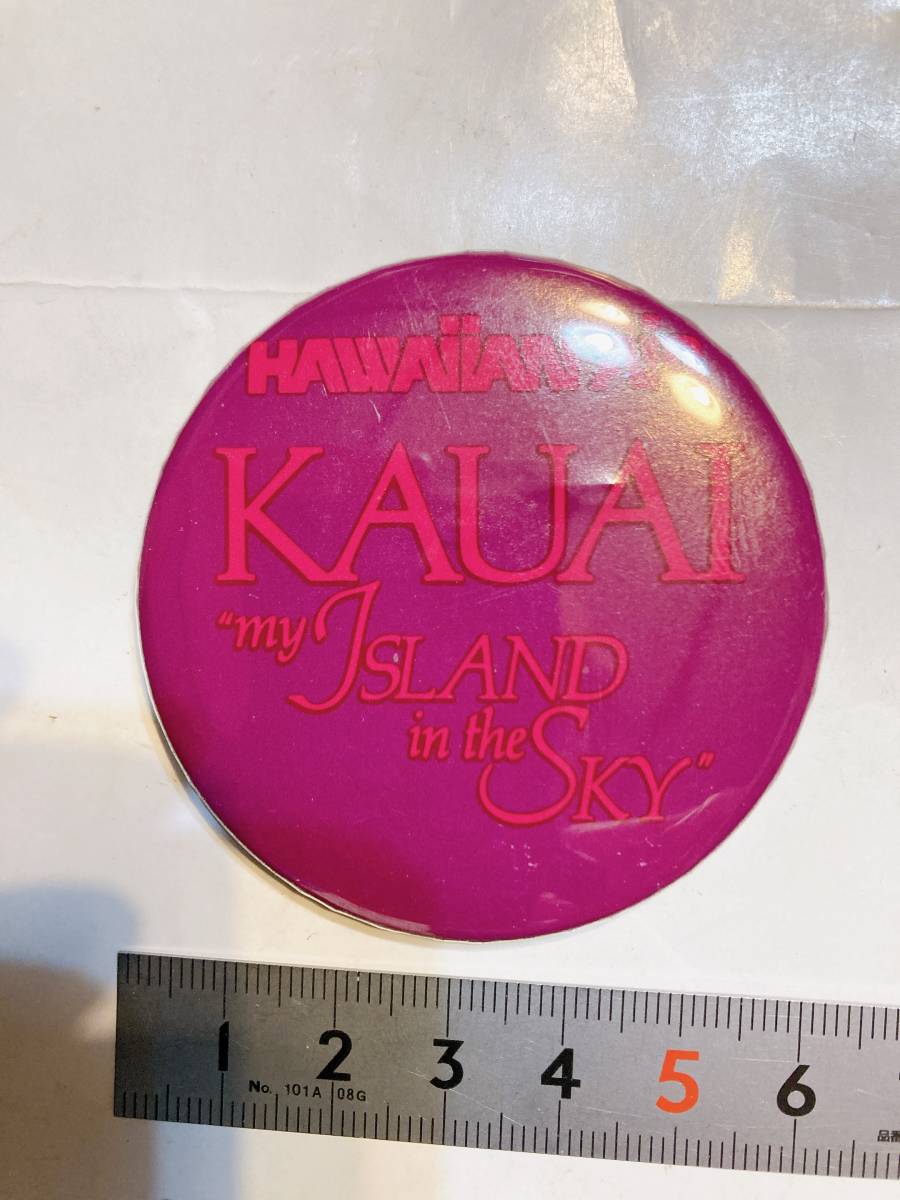 HAWAIIAN
KAUAI
"my ISLAND
in the SKY"
1 2 3 4 5 6
No. 101A 08G